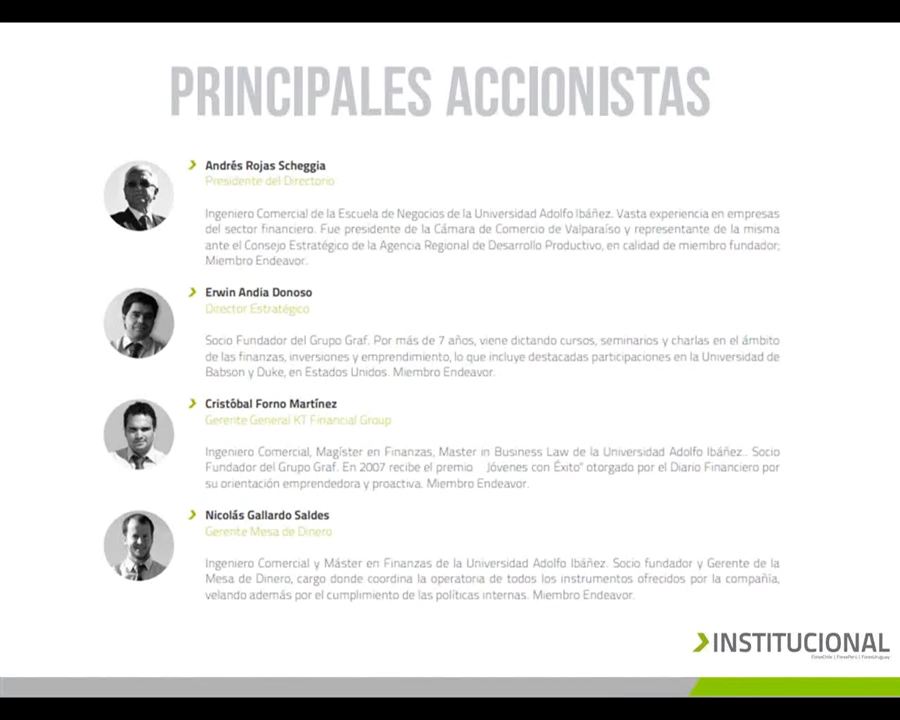 PRINCIPALES ACCIONISTAS
Andrés Rojas Scheggia
Presidente del Directorio
Ingeniero Comercial de la Escuela de Negocios de la Universidad Adolfo Ibáñez. Vasta experiencia en empresas
del sector financiero. Fue presidente de la Cámara de Comercio de Valparaíso y representante de la misma
ante el Consejo Estratégico de la Agencia Regional de Desarrollo Productivo, en calidad de miembro fundador;
Miembro Endeavor.
Erwin Andia Donoso
Director Estratégico
Socio Fundador del Grupo Graf. Por más de 7 años, viene dictando cursos, seminarios y charlas en el ámbito
de las finanzas, inversiones y emprendimiento, lo que incluye destacadas participaciones en la Universidad de
Babson y Duke, en Estados Unidos. Miembro Endeavor.
Cristóbal Forno Martínez
Gerente General KT Financial Group
Ingeniero Comercial, Magíster en Finanzas, Master in Business Law de la Universidad Adolfo Ibáñez.. Socio
Fundador del Grupo Graf. En 2007 recibe el premio Jóvenes con Éxito" otorgado por el Diario Financiero por
su orientación emprendedora y proactiva. Miembro Endeavor.
Nicolás Gallardo Saldes
Gerente Mesa de Dinero
Ingeniero Comercial y Máster en Finanzas de la Universidad Adolfo Ibáñez. Socio fundador y Gerente de la
Mesa de Dinero, cargo donde coordina la operatoria de todos los instrumentos ofrecidos por la compañía,
velando además por el cumplimiento de las políticas internas. Miembro Endeavor.
INSTITUCIONAL